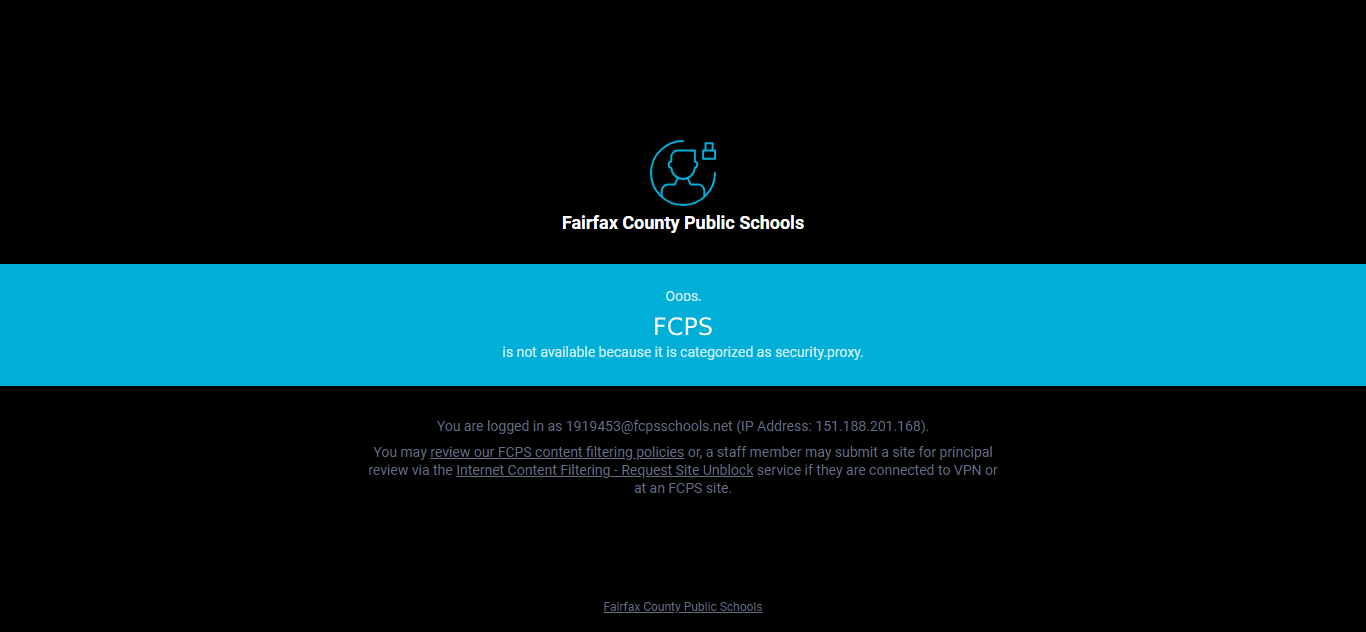 Fairfax County Public Schools
Oops.
FCPS
is not available because it is categorized as security.proxy.
You are logged in as 1919453@fcpsschools.net (IP Address: 151.188.201.168).
You may review our FCPS content filtering policies or, a staff member may submit a site for principal
review via the Internet Content Filtering - Request Site Unblock service if they are connected to VPN or
at an FCPS site.
Fairfax County Public Schools